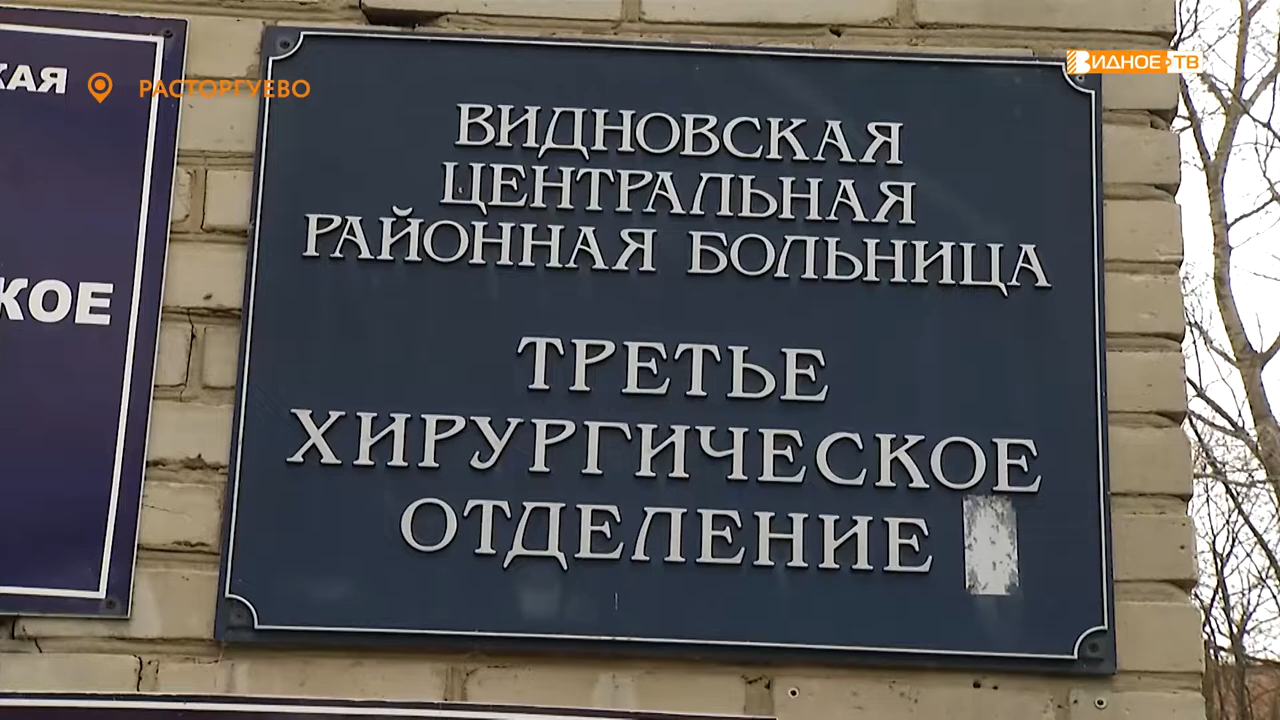 КАЯ
РАСТОРГУЕВО
ВИДНОЕ ТВ
КОЕ
ВИДНОВСКАЯ
ЦЕНТРАЛЬНАЯ
РАЙОННАЯ БОЛЬНИЦА
ТРЕТЬЕ
ХИРУРГИЧЕСКОЕ
ОТДЕЛЕНИЕ